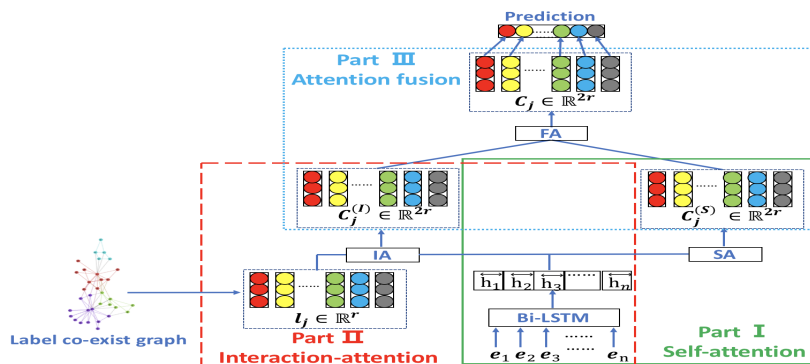 Prediction
Part III
Attention fusion
......
C_j ∈ ℝ^{2r}
FA
......
C_j^{(I)} ∈ ℝ^{2r}
......
C_j^{(S)} ∈ ℝ^{2r}
IA
SA
h_1 h_2 h_3 ...... h_n
......
l_j ∈ ℝ^r
Bi-LSTM
......
e_1 e_2 e_3 ...... e_n
Label co-exist graph
Part II
Interaction-attention
Part I
Self-attention